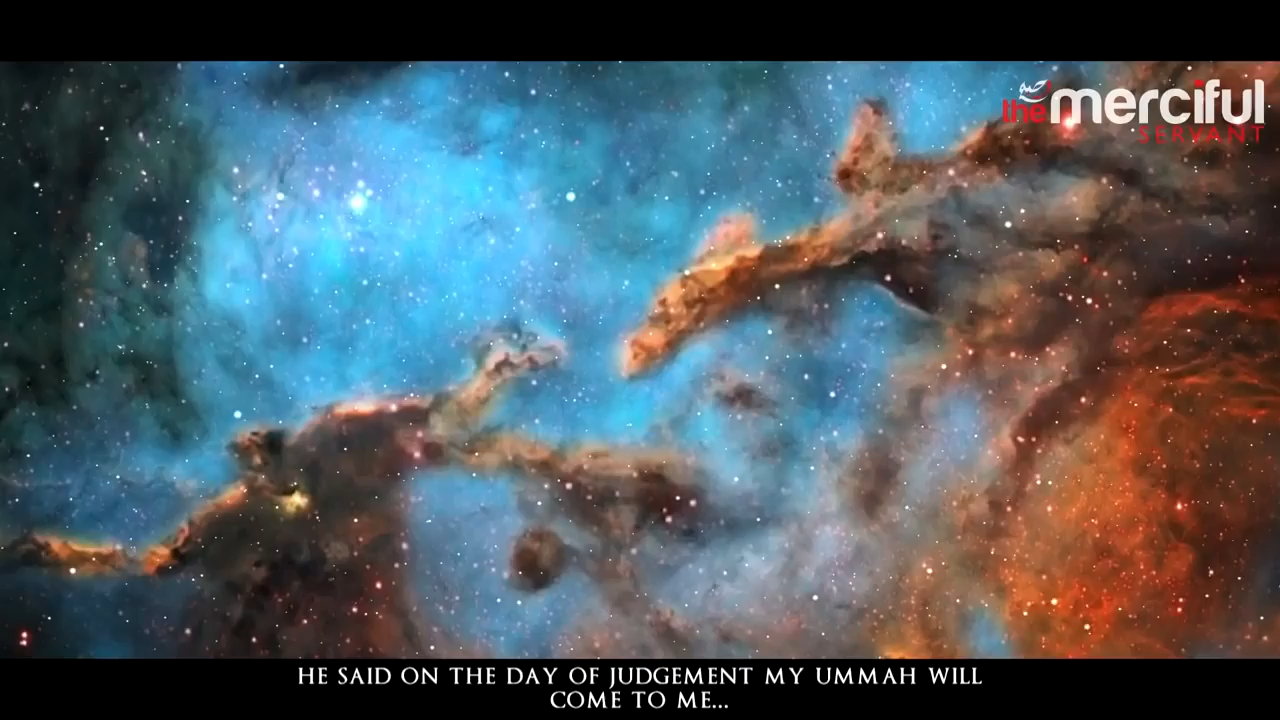 the merciful
SERVANT
HE SAID ON THE DAY OF JUDGEMENT MY UMMAH WILL
COME TO ME...